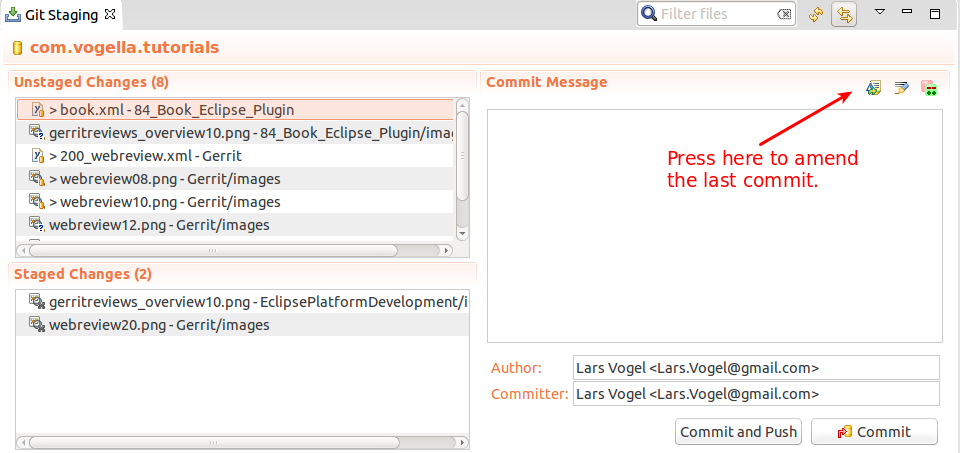 Git Staging
Filter files
com.vogella.tutorials
Unstaged Changes (8)
> book.xml - 84_Book_Eclipse_Plugin
gerritreviews_overview10.png - 84_Book_Eclipse_Plugin/imag
> 200_webreview.xml - Gerrit
> webreview08.png - Gerrit/images
> webreview10.png - Gerrit/images
webreview12.png - Gerrit/images
Staged Changes (2)
gerritreviews_overview10.png - EclipsePlatformDevelopment/i
webreview20.png - Gerrit/images
Commit Message
Press here to amend
the last commit.
Author: Lars Vogel <Lars.Vogel@gmail.com>
Committer: Lars Vogel <Lars.Vogel@gmail.com>
Commit and Push
Commit